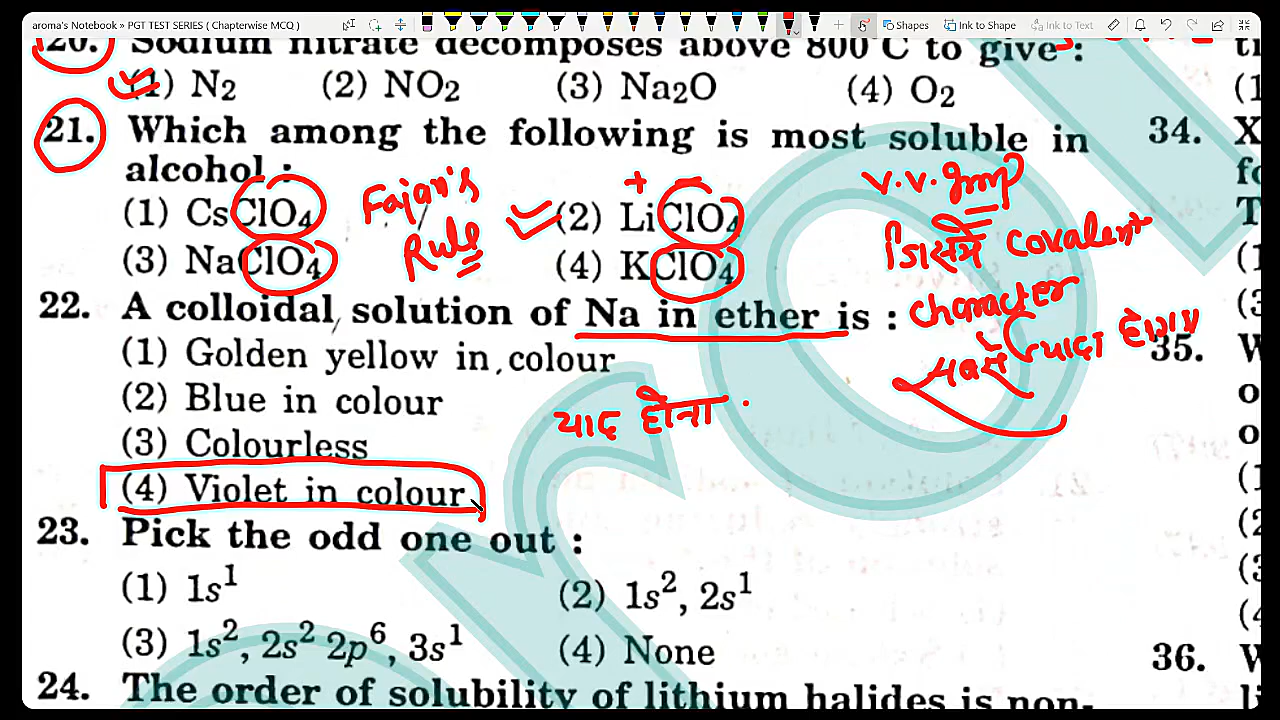 aroma's Notebook » PGT TEST SERIES ( Chapterwise MCQ )
Shapes Ink to Shape Ink to Text
20. Sodium nitrate decomposes above 800°C to give :
(1) N₂ (2) NO₂ (3) Na₂O (4) O₂
21. Which among the following is most soluble in
alcohol :
(1) CsClO₄ (2) LiClO₄
(3) NaClO₄ (4) KClO₄
Fajan's
Rule
+ −
v.v. Imp
जिसमें covalent
character
सबसे ज्यादा होगा
22. A colloidal solution of Na in ether is :
(1) Golden yellow in colour
(2) Blue in colour
(3) Colourless
(4) Violet in colour
याद होना
23. Pick the odd one out :
(1) 1s¹ (2) 1s², 2s¹
(3) 1s², 2s² 2p⁶, 3s¹ (4) None
24. The order of solubility of lithium halides is non-
34. X
35.
36.